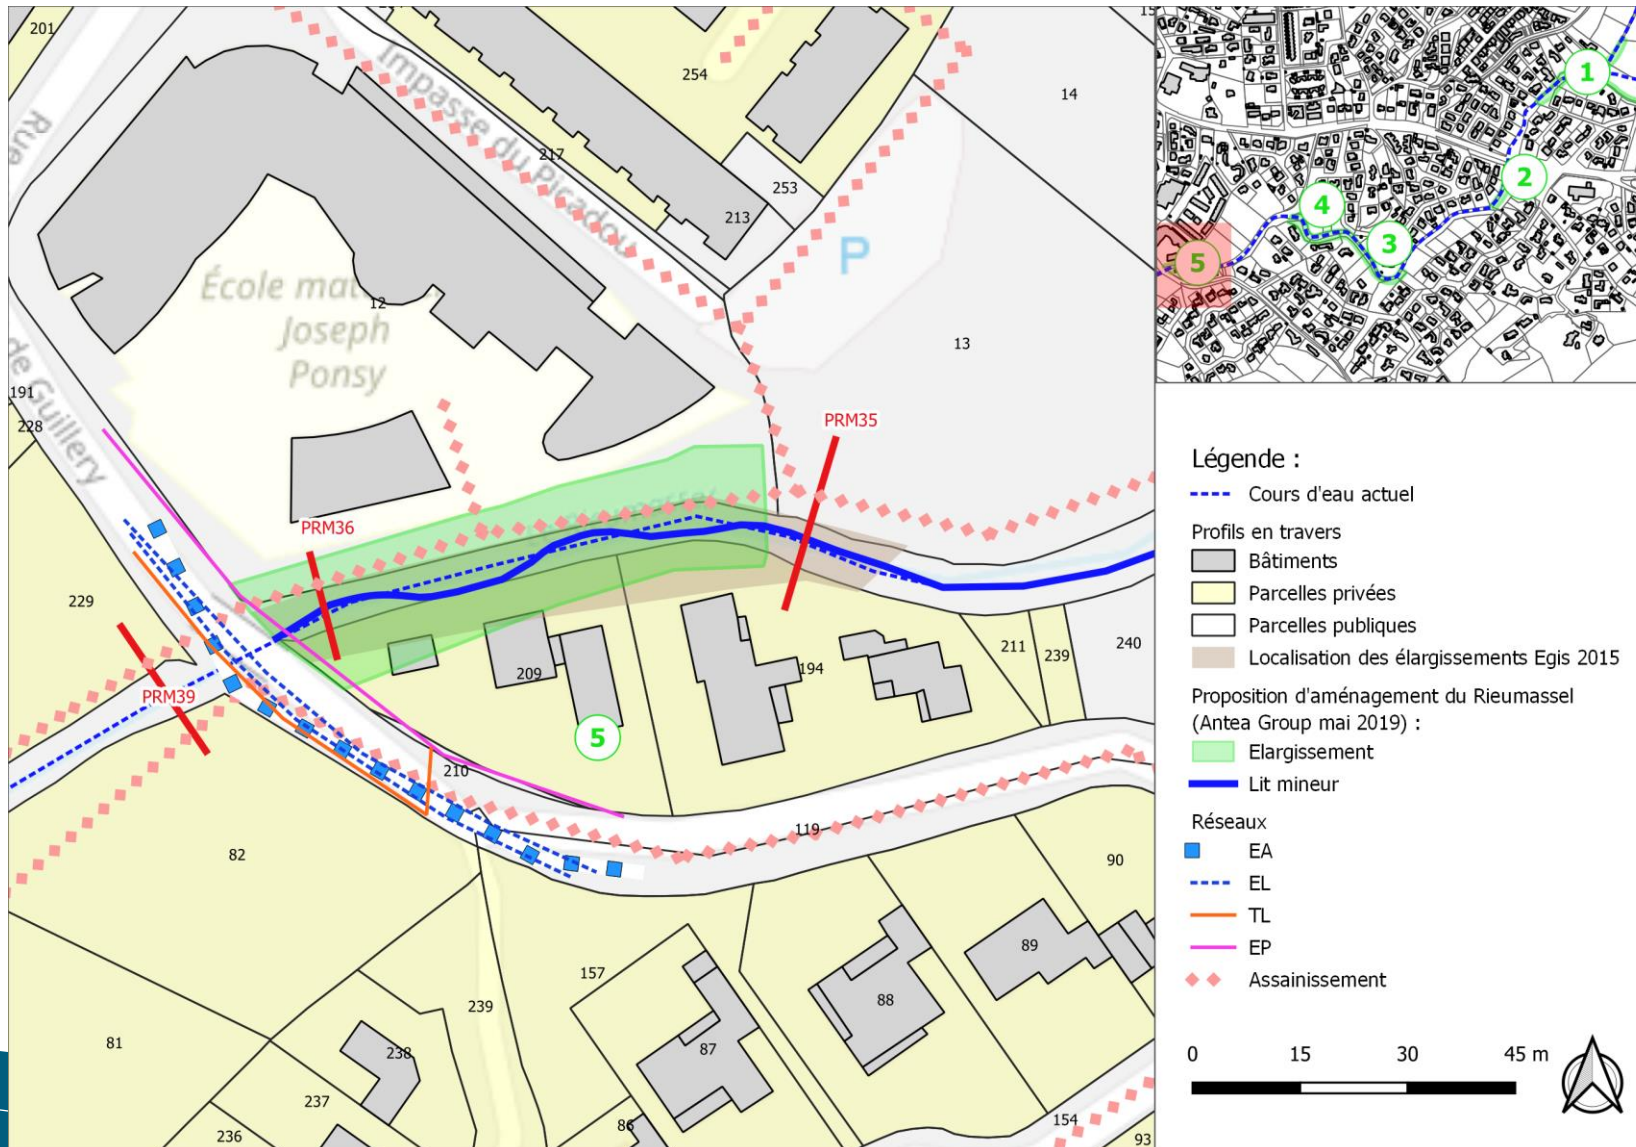 201
254
14
15
Impasse du Picadou
217
253
213
P
École mat
12
Joseph
Ponsy
13
Rue
de Guillery
191
228
PRM35
PRM36
229
PRM39
209
194
211
239
240
5
210
119
82
90
89
157
88
239
87
81
238
237
236
86
154
93
1
2
3
4
5
Légende :
Cours d'eau actuel
Profils en travers
Bâtiments
Parcelles privées
Parcelles publiques
Localisation des élargissements Egis 2015
Proposition d'aménagement du Rieumassel
(Antea Group mai 2019) :
Elargissement
Lit mineur
Réseaux
EA
EL
TL
EP
Assainissement
0 15 30 45 m